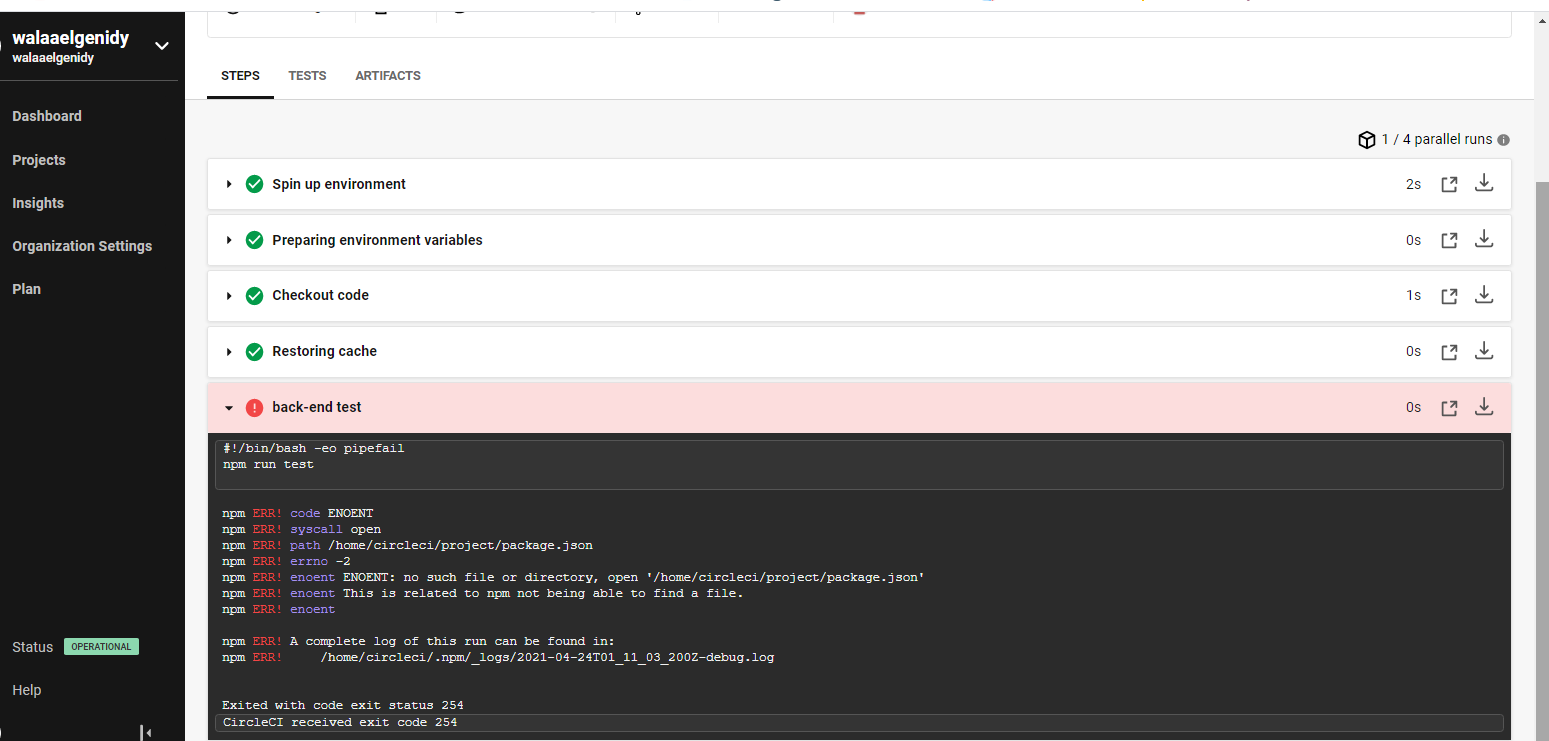 walaaelgenidy
walaaelgenidy
Dashboard
Projects
Insights
Organization Settings
Plan
Status OPERATIONAL
Help
STEPS TESTS ARTIFACTS
1 / 4 parallel runs
Spin up environment 2s
Preparing environment variables 0s
Checkout code 1s
Restoring cache 0s
back-end test 0s
#!/bin/bash -eo pipefail
npm run test
npm ERR! code ENOENT
npm ERR! syscall open
npm ERR! path /home/circleci/project/package.json
npm ERR! errno -2
npm ERR! enoent ENOENT: no such file or directory, open '/home/circleci/project/package.json'
npm ERR! enoent This is related to npm not being able to find a file.
npm ERR! enoent
npm ERR! A complete log of this run can be found in:
npm ERR!     /home/circleci/.npm/_logs/2021-04-24T01_11_03_200Z-debug.log
Exited with code exit status 254
CircleCI received exit code 254